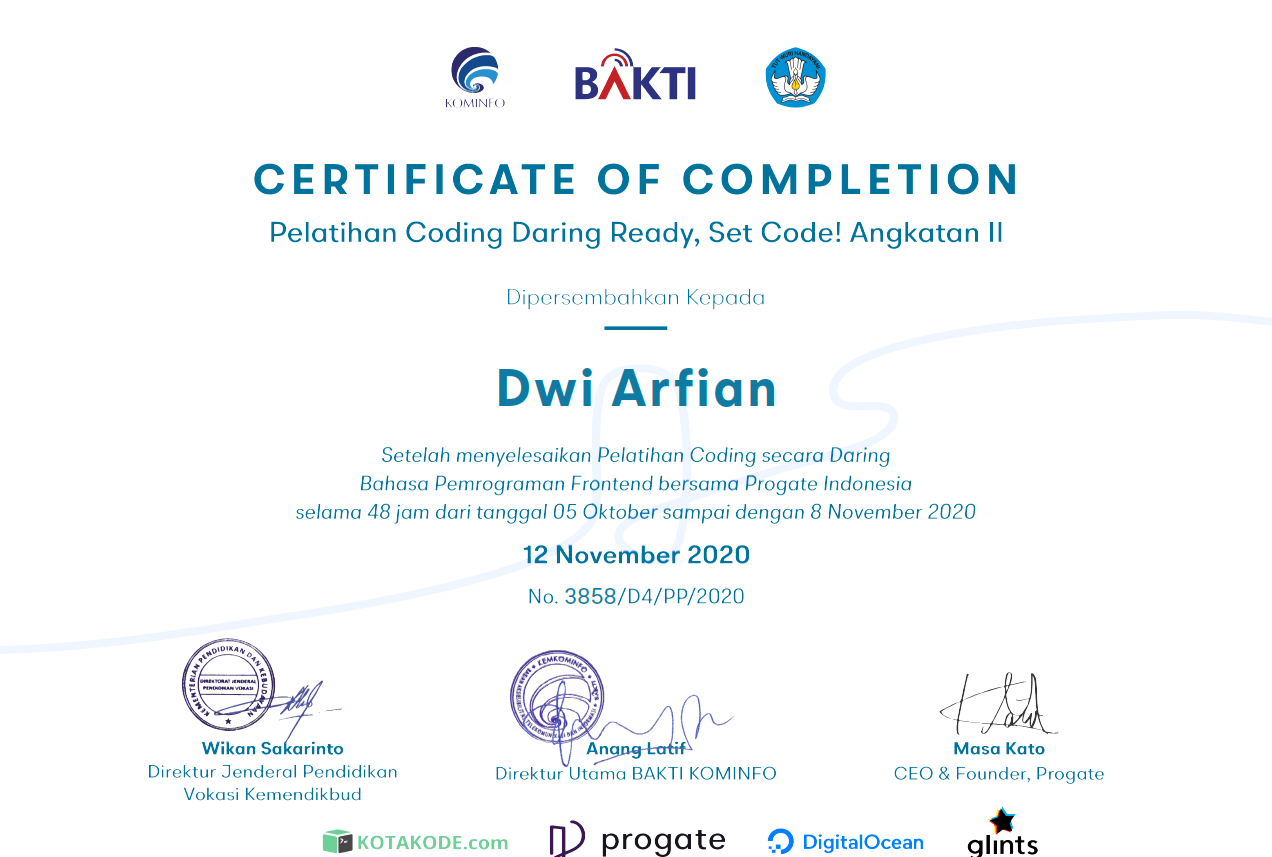 KOMINFO
BAKTI
TUT WURI HANDAYANI
CERTIFICATE OF COMPLETION
Pelatihan Coding Daring Ready, Set Code! Angkatan II
Dipersembahkan Kepada
Dwi Arfian
Setelah menyelesaikan Pelatihan Coding secara Daring
Bahasa Pemrograman Frontend bersama Progate Indonesia
selama 48 jam dari tanggal 05 Oktober sampai dengan 8 November 2020
12 November 2020
No. 3858/D4/PP/2020
KEMENTERIAN PENDIDIKAN DAN KEBUDAYAAN
DIREKTORAT JENDERAL
PENDIDIKAN VOKASI
KEMKOMINFO
BAKTI
TELEKOMUNIKASI DAN INFORMASI
Wikan Sakarinto
Direktur Jenderal Pendidikan
Vokasi Kemendikbud
Anang Latif
Direktur Utama BAKTI KOMINFO
Masa Kato
CEO & Founder, Progate
KOTAKODE.com
progate
DigitalOcean
glints